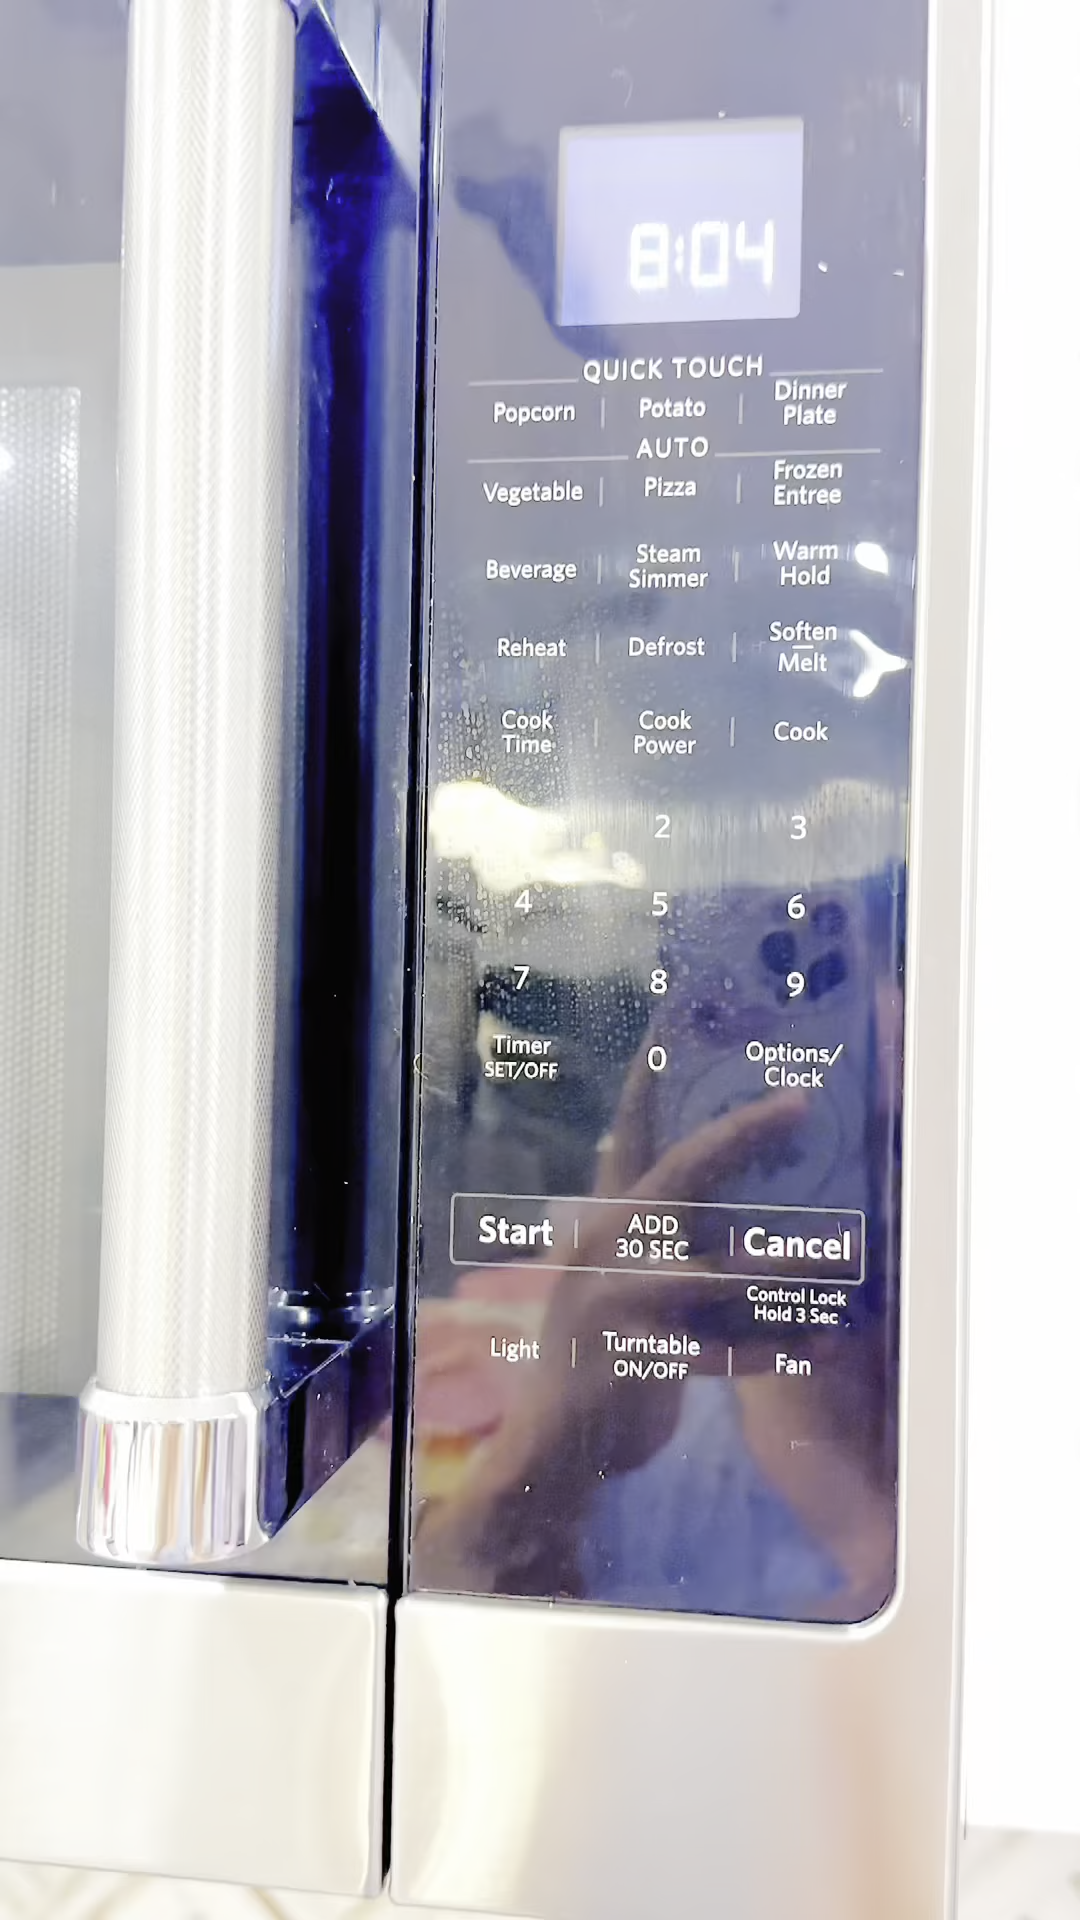 8:04
QUICK TOUCH
Popcorn | Potato | Dinner Plate
AUTO
Vegetable | Pizza | Frozen Entree
Beverage | Steam Simmer | Warm Hold
Reheat | Defrost | Soften Melt
Cook Time | Cook Power | Cook
2 3
4 5 6
7 8 9
Timer SET/OFF 0 Options/ Clock
Start | ADD 30 SEC | Cancel
Control Lock
Hold 3 Sec
Light | Turntable ON/OFF | Fan